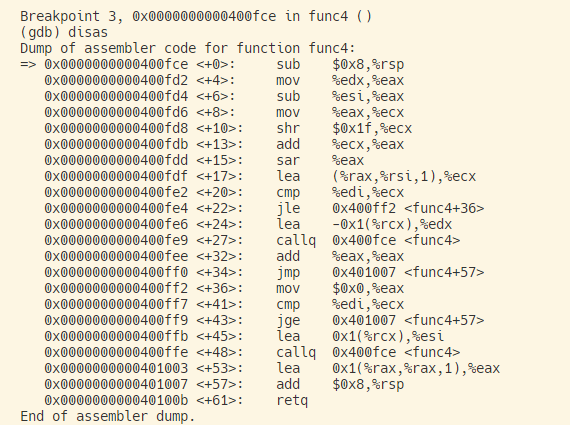 Breakpoint 3, 0x0000000000400fce in func4 ()
(gdb) disas
Dump of assembler code for function func4:
=> 0x0000000000400fce <+0>:     sub    $0x8,%rsp
   0x0000000000400fd2 <+4>:     mov    %edx,%eax
   0x0000000000400fd4 <+6>:     sub    %esi,%eax
   0x0000000000400fd6 <+8>:     mov    %eax,%ecx
   0x0000000000400fd8 <+10>:    shr    $0x1f,%ecx
   0x0000000000400fdb <+13>:    add    %ecx,%eax
   0x0000000000400fdd <+15>:    sar    %eax
   0x0000000000400fdf <+17>:    lea    (%rax,%rsi,1),%ecx
   0x0000000000400fe2 <+20>:    cmp    %edi,%ecx
   0x0000000000400fe4 <+22>:    jle    0x400ff2 <func4+36>
   0x0000000000400fe6 <+24>:    lea    -0x1(%rcx),%edx
   0x0000000000400fe9 <+27>:    callq  0x400fce <func4>
   0x0000000000400fee <+32>:    add    %eax,%eax
   0x0000000000400ff0 <+34>:    jmp    0x401007 <func4+57>
   0x0000000000400ff2 <+36>:    mov    $0x0,%eax
   0x0000000000400ff7 <+41>:    cmp    %edi,%ecx
   0x0000000000400ff9 <+43>:    jge    0x401007 <func4+57>
   0x0000000000400ffb <+45>:    lea    0x1(%rcx),%esi
   0x0000000000400ffe <+48>:    callq  0x400fce <func4>
   0x0000000000401003 <+53>:    lea    0x1(%rax,%rax,1),%eax
   0x0000000000401007 <+57>:    add    $0x8,%rsp
   0x000000000040100b <+61>:    retq
End of assembler dump.